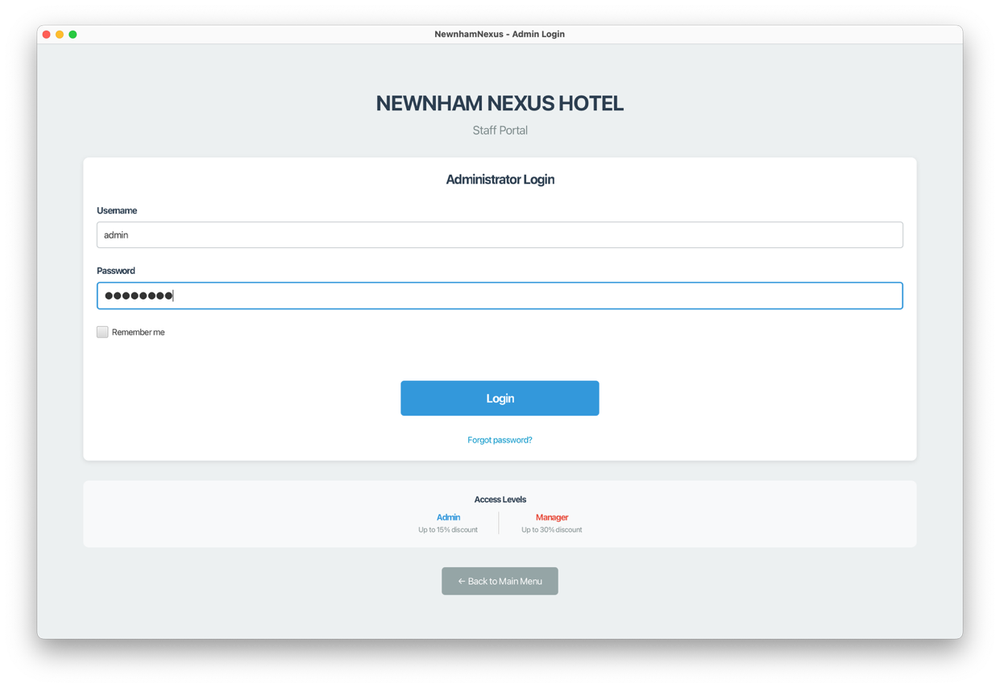 NewnhamNexus - Admin Login
NEWNHAM NEXUS HOTEL
Staff Portal
Administrator Login
Username
admin
Password
●●●●●●●●
Remember me
Login
Forgot password?
Access Levels
Admin
Up to 15% discount
Manager
Up to 30% discount
← Back to Main Menu